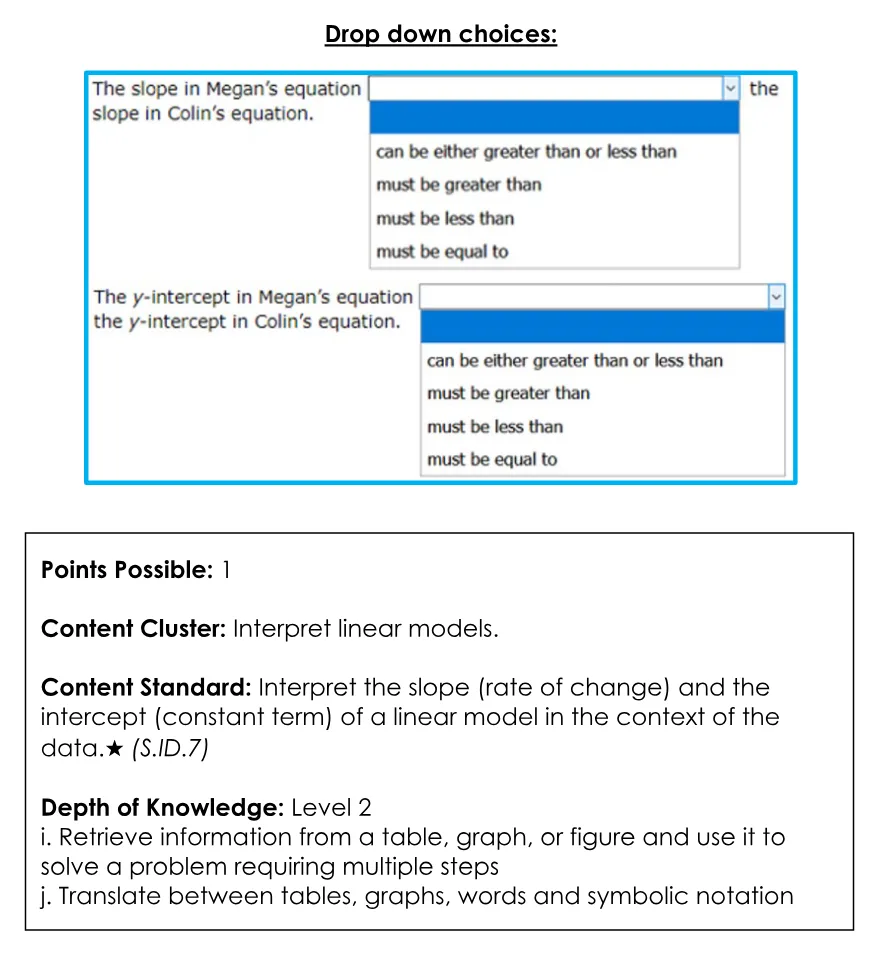 Drop down choices:
The slope in Megan's equation the
slope in Colin's equation.
can be either greater than or less than
must be greater than
must be less than
must be equal to
The y-intercept in Megan's equation
the y-intercept in Colin's equation.
can be either greater than or less than
must be greater than
must be less than
must be equal to
Points Possible: 1
Content Cluster: Interpret linear models.
Content Standard: Interpret the slope (rate of change) and the
intercept (constant term) of a linear model in the context of the
data.★ (S.ID.7)
Depth of Knowledge: Level 2
i. Retrieve information from a table, graph, or figure and use it to
solve a problem requiring multiple steps
j. Translate between tables, graphs, words and symbolic notation